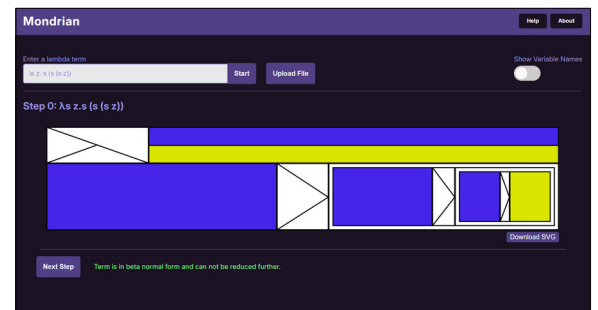 Mondrian
Help
About
Enter a lambda term
Show Variable Names
λs z. s (s (s z))
Start
Upload File
Step 0: λs z.s (s (s z))
Download SVG
Next Step
Term is in beta normal form and can not be reduced further.